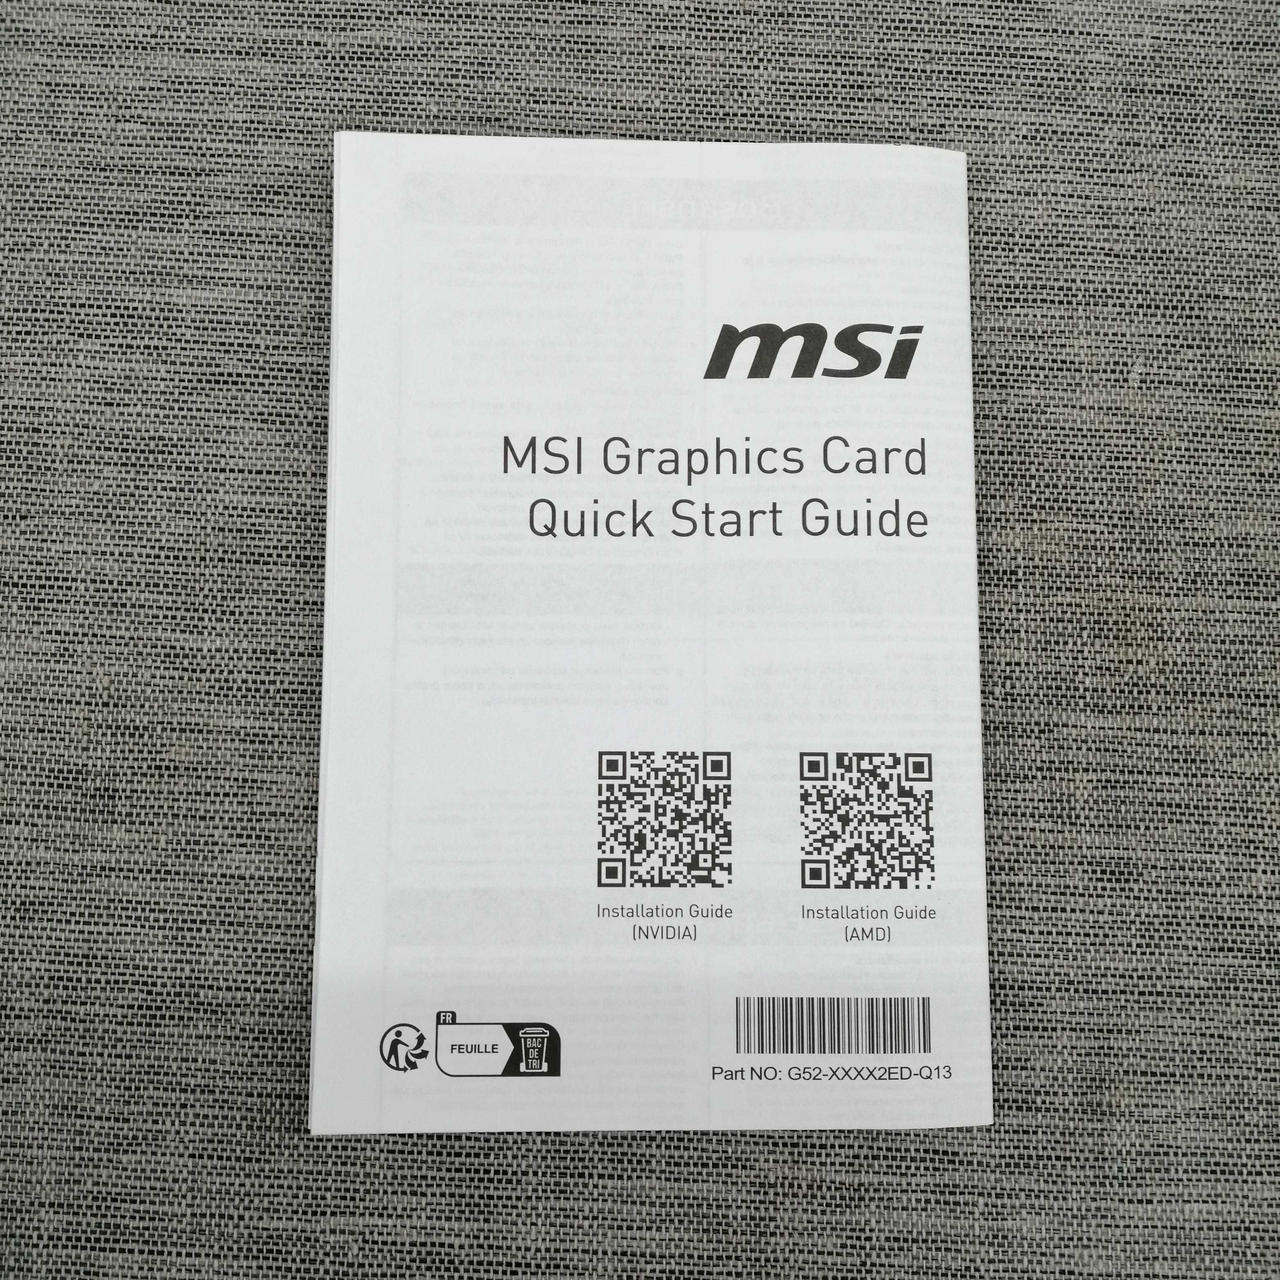 msi
MSI Graphics Card
Quick Start Guide
Installation Guide
(NVIDIA)
Installation Guide
(AMD)
FR
FEUILLE
BAC
DE
TRI
Part NO: G52-XXXX2ED-Q13